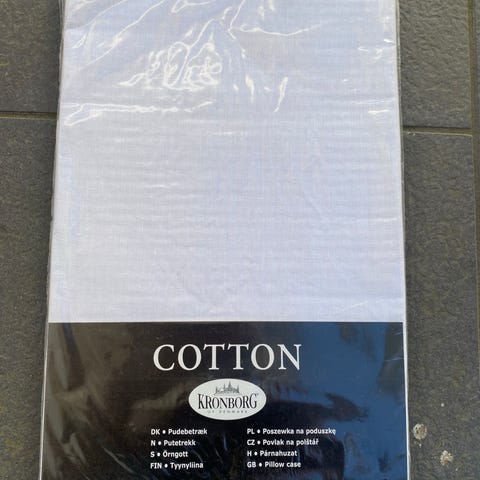 COTTON
KRONBORG
OF DENMARK
DK • Pudebetræk
N • Putetrekk
S • Örngott
FIN • Tyynyliina
PL • Poszewka na poduszkę
CZ • Povlak na polštář
H • Párnahuzat
GB • Pillow case